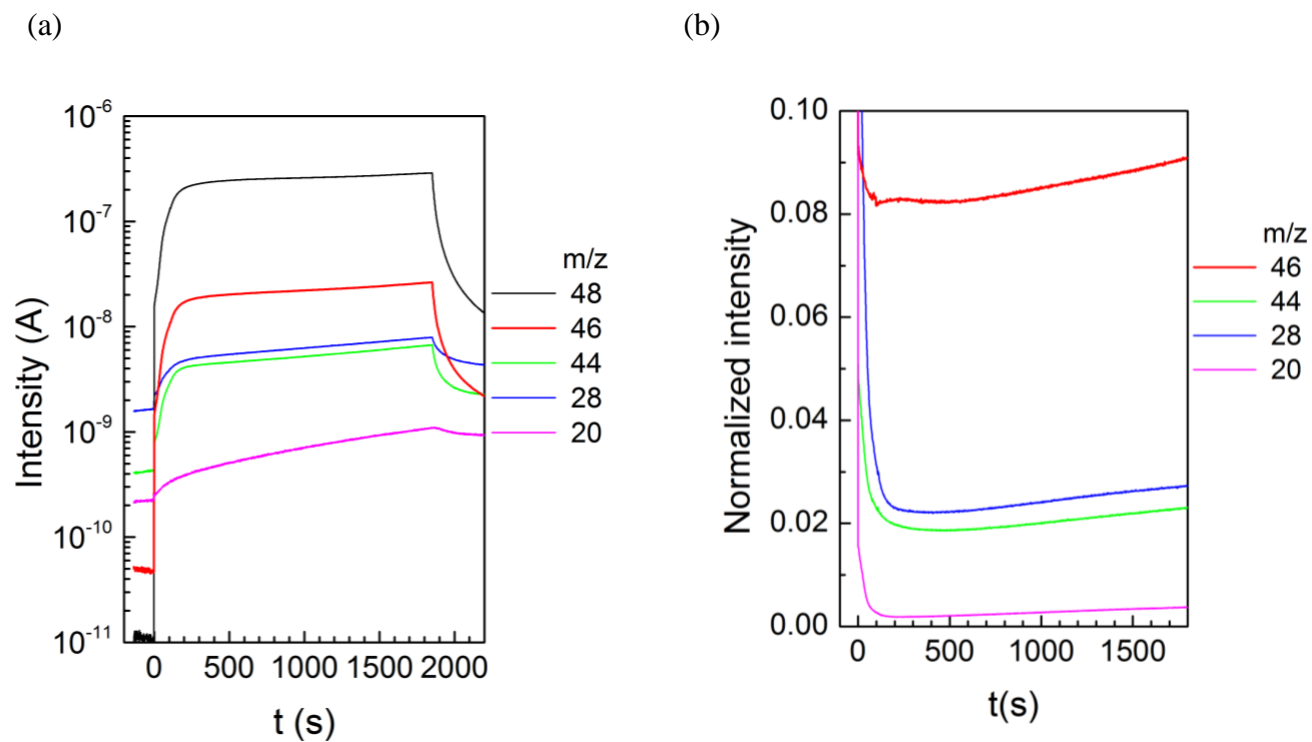 (a)
(b)
Intensity (A)
10⁻⁶
10⁻⁷
10⁻⁸
10⁻⁹
10⁻¹⁰
10⁻¹¹
0 500 1000 1500 2000
t (s)
m/z
48
46
44
28
20
Normalized intensity
0.10
0.08
0.06
0.04
0.02
0.00
0 500 1000 1500
t(s)
m/z
46
44
28
20